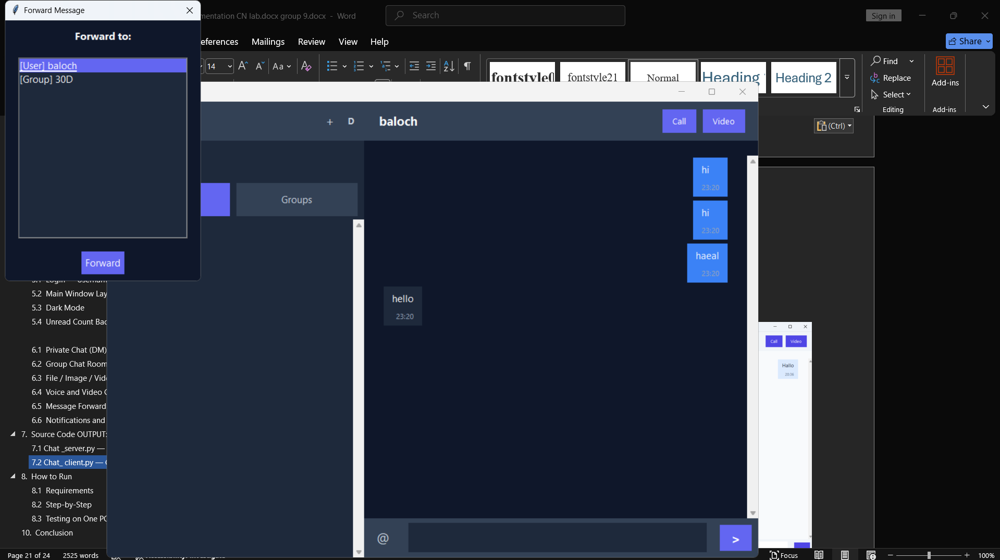 Forward Message
mentation CN lab.docx group 9.docx - Word
Search
Sign in
eferences Mailings Review View Help
Share
Forward to:
[User] baloch
[Group] 30D
Forward
14
Aa
fontstyle21
Normal
Heading
Heading 2
Find
Replace
Select
Editing
Add-ins
Add-ins
(Ctrl)
+ D
baloch
Call Video
Groups
hi
23:20
hi
23:20
haeal
23:20
hello
23:20
@
>
Call Video
Hallo
20:36
5.2 Main Window Lay
5.3 Dark Mode
5.4 Unread Count Bad
6.1 Private Chat (DM)
6.2 Group Chat Room
6.3 File / Image / Vid
6.4 Voice and Video C
6.5 Message Forward
6.6 Notifications and
7. Source Code OUTPUT:
7.1 Chat _server.py —
7.2 Chat_ client.py —
8. How to Run
8.1 Requirements
8.2 Step-by-Step
8.3 Testing on One PC
10. Conclusion
Page 21 of 24 2525 words
Focus
100%